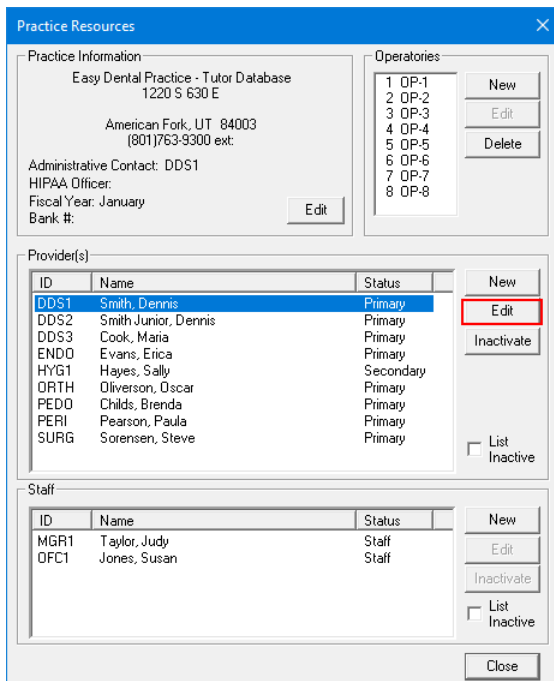 Practice Resources
Practice Information
Easy Dental Practice - Tutor Database
1220 S 630 E
American Fork, UT 84003
(801)763-9300 ext:
Administrative Contact: DDS1
HIPAA Officer:
Fiscal Year: January
Bank #:
Edit
Operatories
1 OP-1
2 OP-2
3 OP-3
4 OP-4
5 OP-5
6 OP-6
7 OP-7
8 OP-8
New
Edit
Delete
Provider(s)
ID Name Status
DDS1 Smith, Dennis Primary
DDS2 Smith Junior, Dennis Primary
DDS3 Cook, Maria Primary
ENDO Evans, Erica Primary
HYG1 Hayes, Sally Secondary
ORTH Oliverson, Oscar Primary
PEDO Childs, Brenda Primary
PERI Pearson, Paula Primary
SURG Sorensen, Steve Primary
New
Edit
Inactivate
List
Inactive
Staff
ID Name Status
MGR1 Taylor, Judy Staff
OFC1 Jones, Susan Staff
New
Edit
Inactivate
List
Inactive
Close